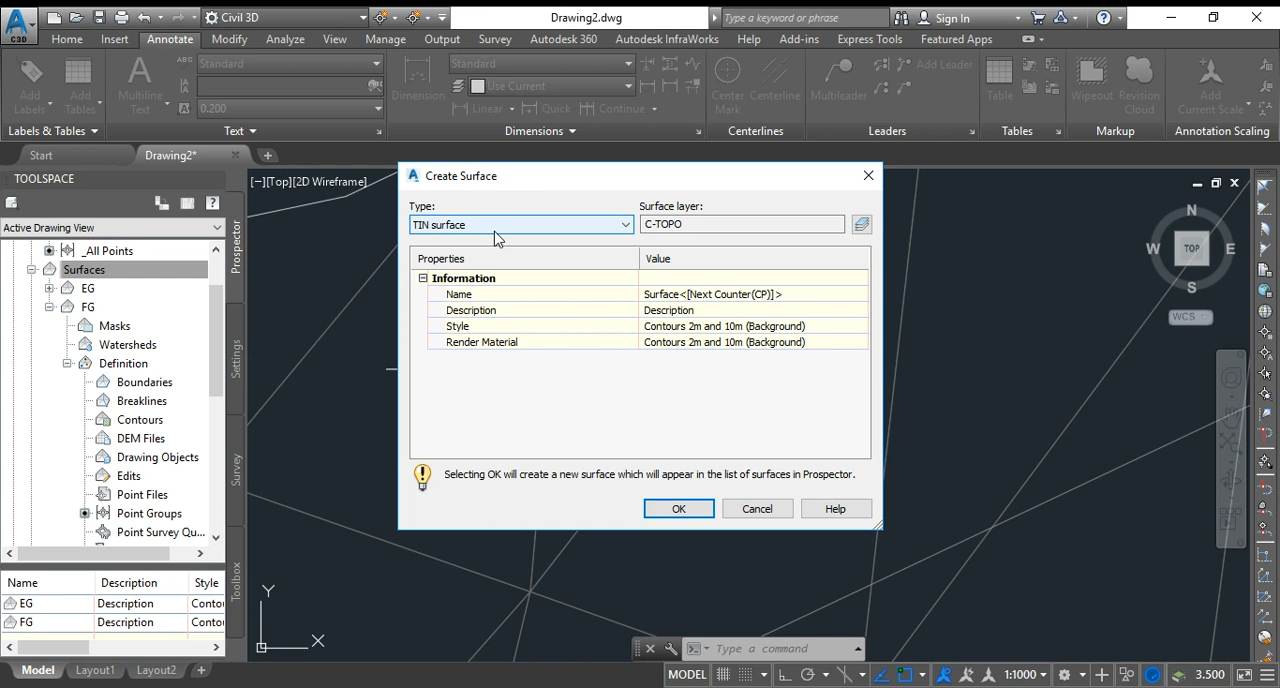 C3D
Civil 3D
Drawing2.dwg
Type a keyword or phrase
Sign In
Home Insert Annotate Modify Analyze View Manage Output Survey Autodesk 360 Autodesk InfraWorks Help Add-ins Express Tools Featured Apps
Add Labels
Add Tables
Multiline Text
ABC
Standard
0.200
Dimension
Standard
Use Current
Linear
Quick
Continue
Center Mark
Centerline
Multileader
Add Leader
Table
Wipeout
Revision Cloud
Add Current Scale
Labels & Tables
Text
Dimensions
Centerlines
Leaders
Tables
Markup
Annotation Scaling
Start
Drawing2*
TOOLSPACE
Active Drawing View
_All Points
Surfaces
EG
FG
Masks
Watersheds
Definition
Boundaries
Breaklines
Contours
DEM Files
Drawing Objects
Edits
Point Files
Point Groups
Point Survey Qu...
Name Description Style
EG Description Conto
FG Description Conto
Prospector
Settings
Survey
Toolbox
[−][Top][2D Wireframe]
Create Surface
Type:
TIN surface
Surface layer:
C-TOPO
Properties Value
Information
Name Surface<[Next Counter(CP)]>
Description Description
Style Contours 2m and 10m (Background)
Render Material Contours 2m and 10m (Background)
Selecting OK will create a new surface which will appear in the list of surfaces in Prospector.
OK Cancel Help
N
W TOP E
S
WCS
Y
X
Type a command
Model Layout1 Layout2 +
MODEL
1:1000
3.500